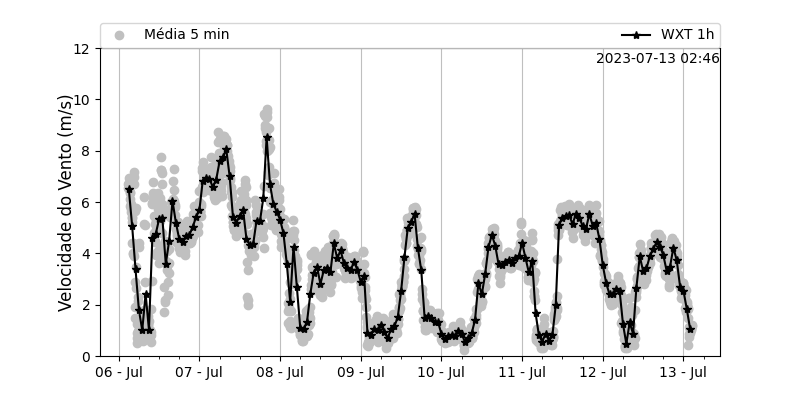 Média 5 min
WXT 1h
2023-07-13 02:46
Velocidade do Vento (m/s)
12
10
8
6
4
2
0
06 - Jul
07 - Jul
08 - Jul
09 - Jul
10 - Jul
11 - Jul
12 - Jul
13 - Jul